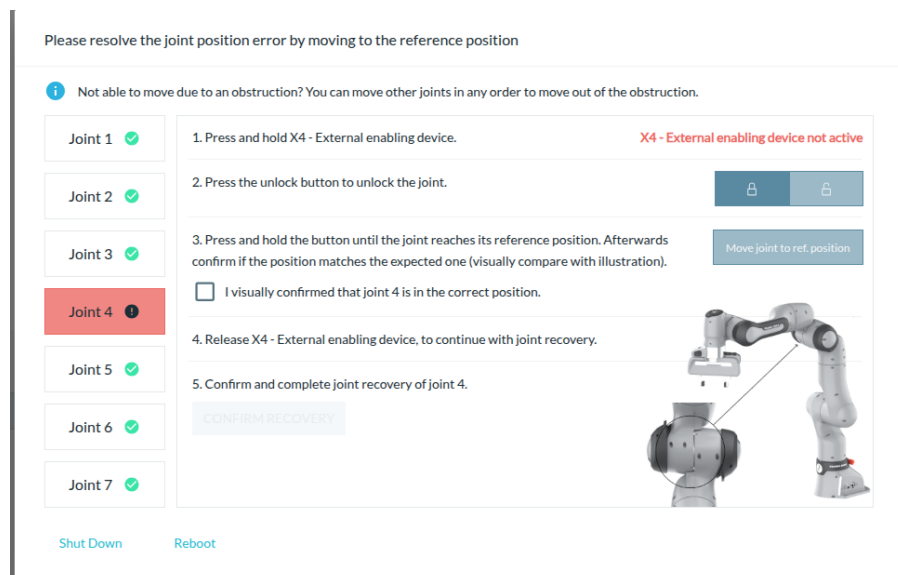 Please resolve the joint position error by moving to the reference position
Not able to move due to an obstruction? You can move other joints in any order to move out of the obstruction.
Joint 1
Joint 2
Joint 3
Joint 4
Joint 5
Joint 6
Joint 7
1. Press and hold X4 - External enabling device.
X4 - External enabling device not active
2. Press the unlock button to unlock the joint.
3. Press and hold the button until the joint reaches its reference position. Afterwards
confirm if the position matches the expected one (visually compare with illustration).
Move joint to ref. position
I visually confirmed that joint 4 is in the correct position.
4. Release X4 - External enabling device, to continue with joint recovery.
5. Confirm and complete joint recovery of joint 4.
CONFIRM RECOVERY
Shut Down
Reboot